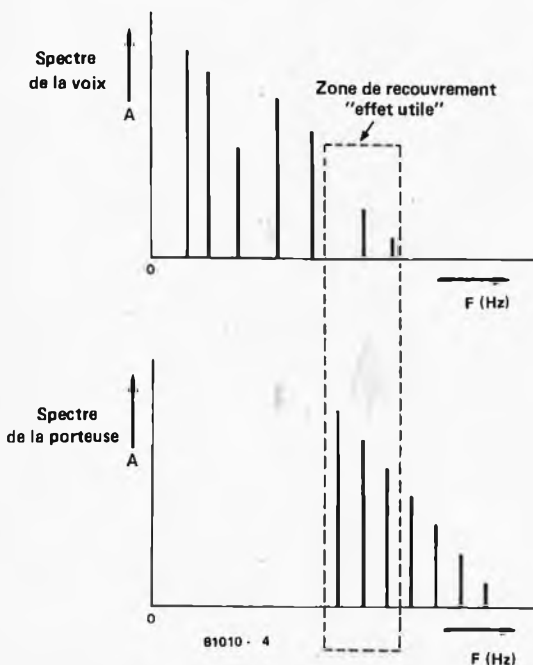 Spectre
de la voix
A
Zone de recouvrement
"effet utile"
0
F (Hz)
Spectre
de la porteuse
A
0
81010 - 4
F (Hz)